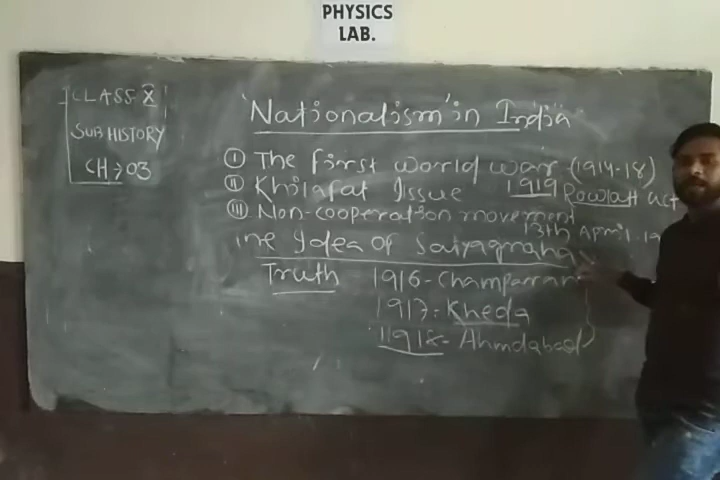 PHYSICS
LAB.
CLASS X
SUB HISTORY
CH → 03
'Nationalism' in India
① The first world war (1914-18)
⑪ Khilafat Issue 1919 Rowlatt act
⑪I Non-cooperation movement
13th April. 19
The Idea of Satyagraha
Truth 1916- Champaran
1917- Kheda
1918- Ahmdabad